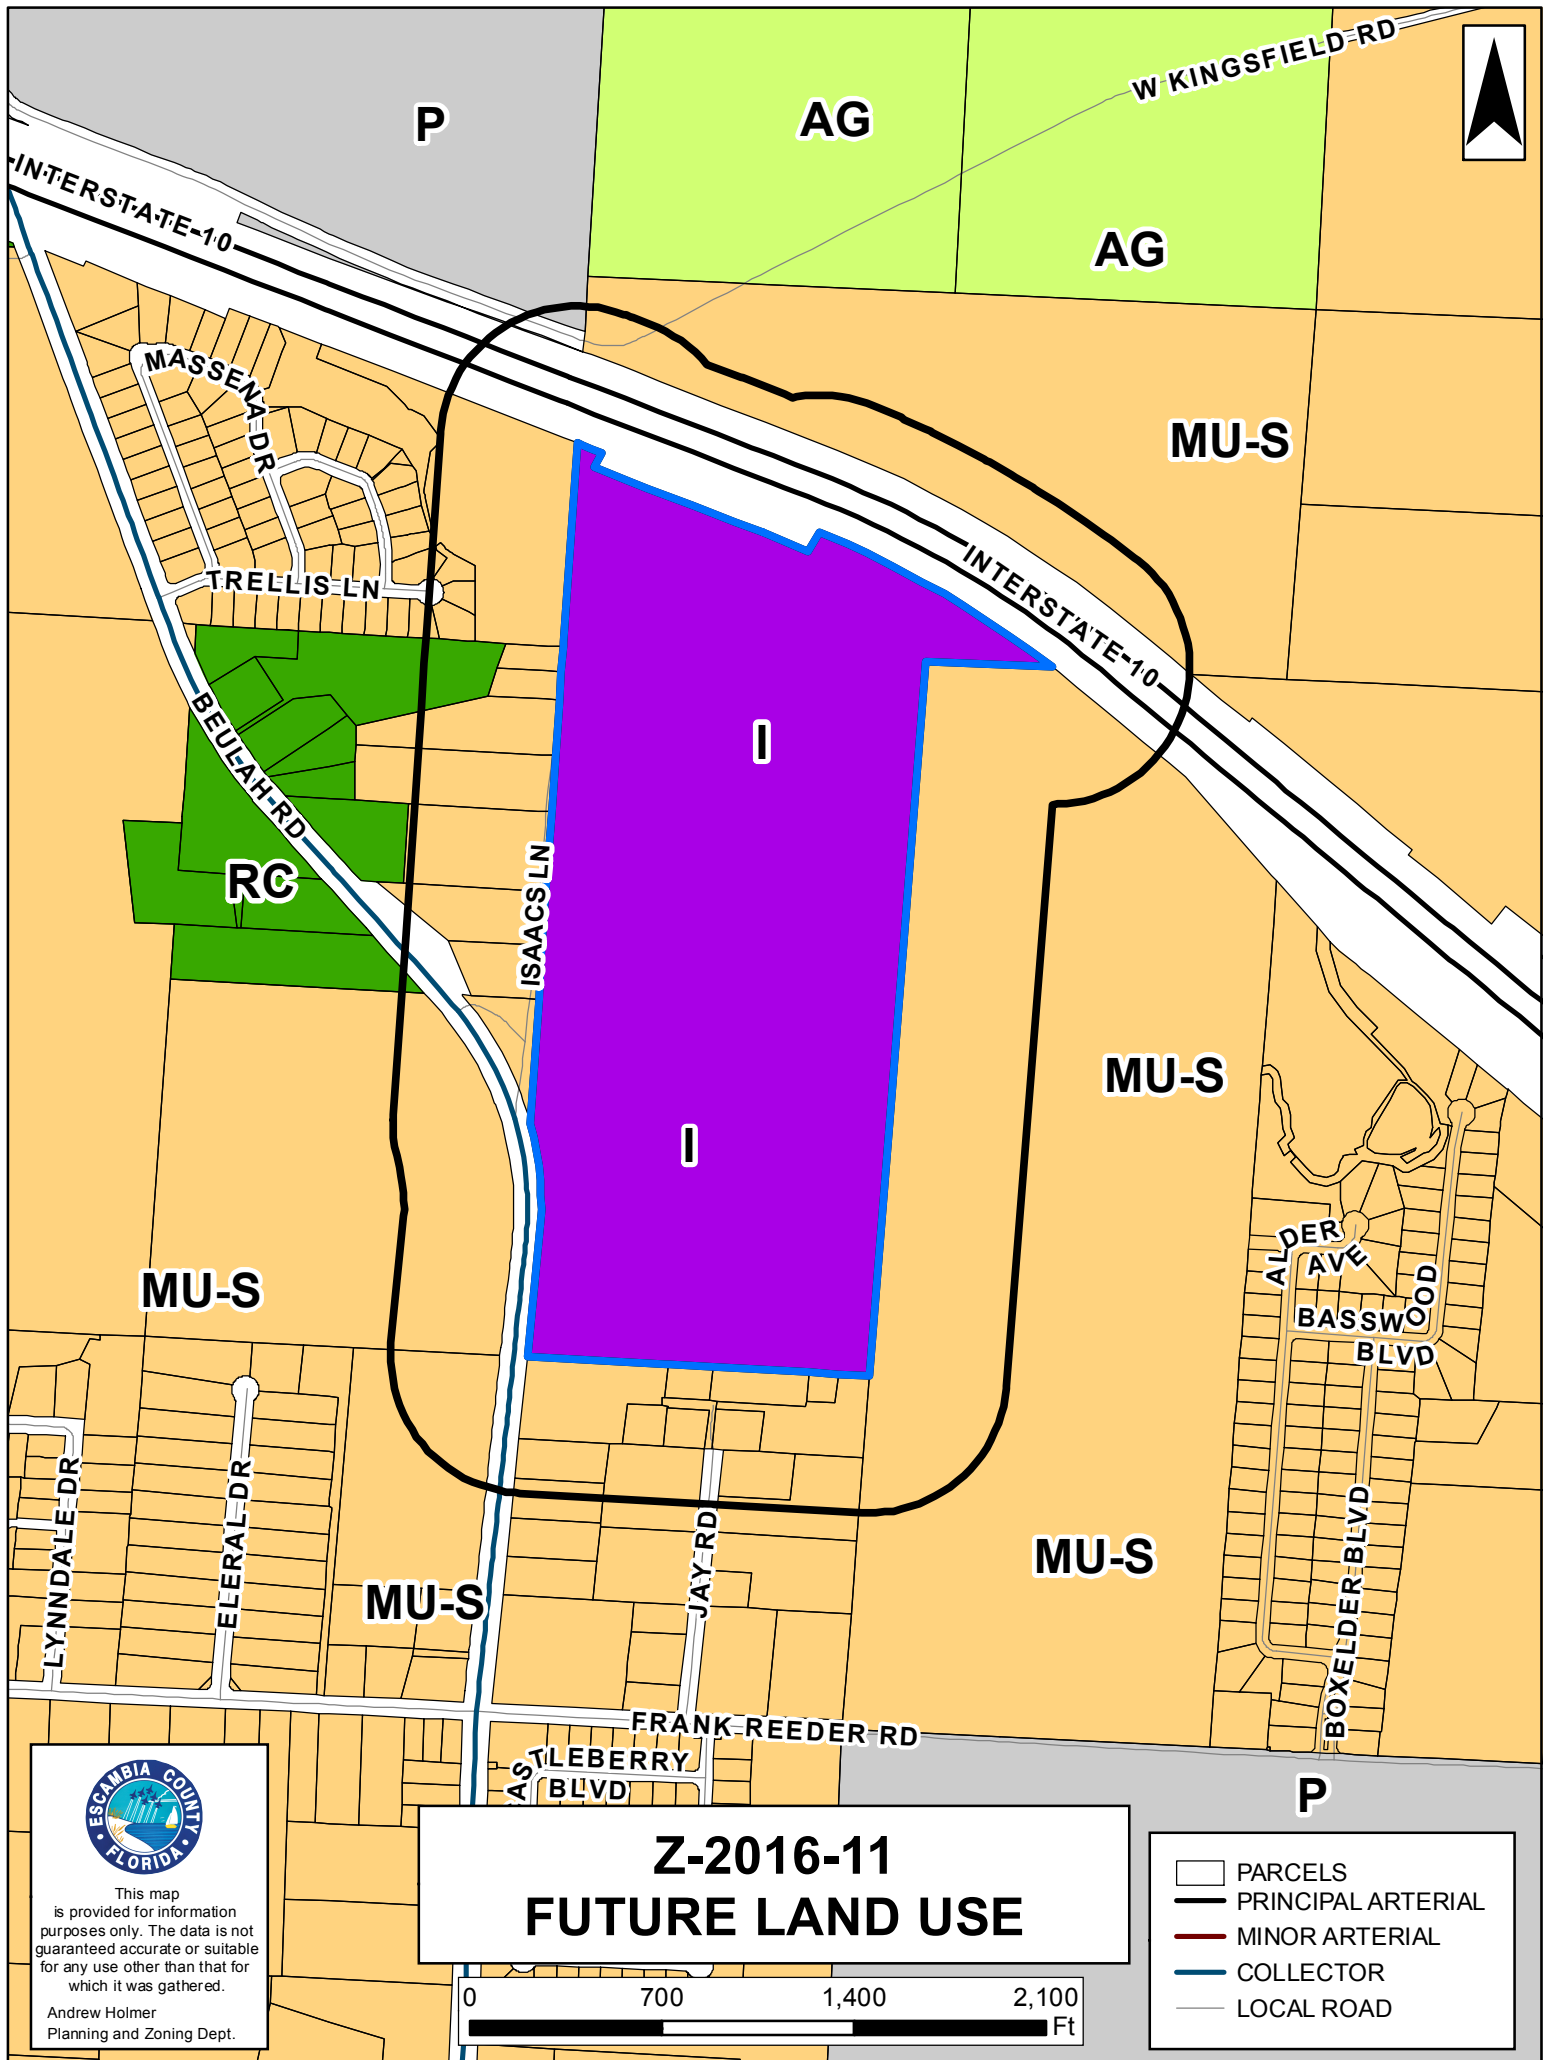 W KINGSFIELD RD
P
AG
INTERSTATE-10
AG
MASSENA DR
MU-S
INTERSTATE-10
TRELLIS LN
BEULAH RD
I
ISAACS LN
RC
MU-S
I
ALDER AVE
MU-S
BASSWOOD
BLVD
LYNNDALE DR
ELERAL DR
JAY RD
BOXELDER BLVD
MU-S
MU-S
FRANK REEDER RD
ASTLEBERRY
BLVD
P
ESCAMBIA COUNTY
FLORIDA
This map
is provided for information
purposes only. The data is not
guaranteed accurate or suitable
for any use other than that for
which it was gathered.
Andrew Holmer
Planning and Zoning Dept.
Z-2016-11
FUTURE LAND USE
0 700 1,400 2,100
Ft
PARCELS
PRINCIPAL ARTERIAL
MINOR ARTERIAL
COLLECTOR
LOCAL ROAD